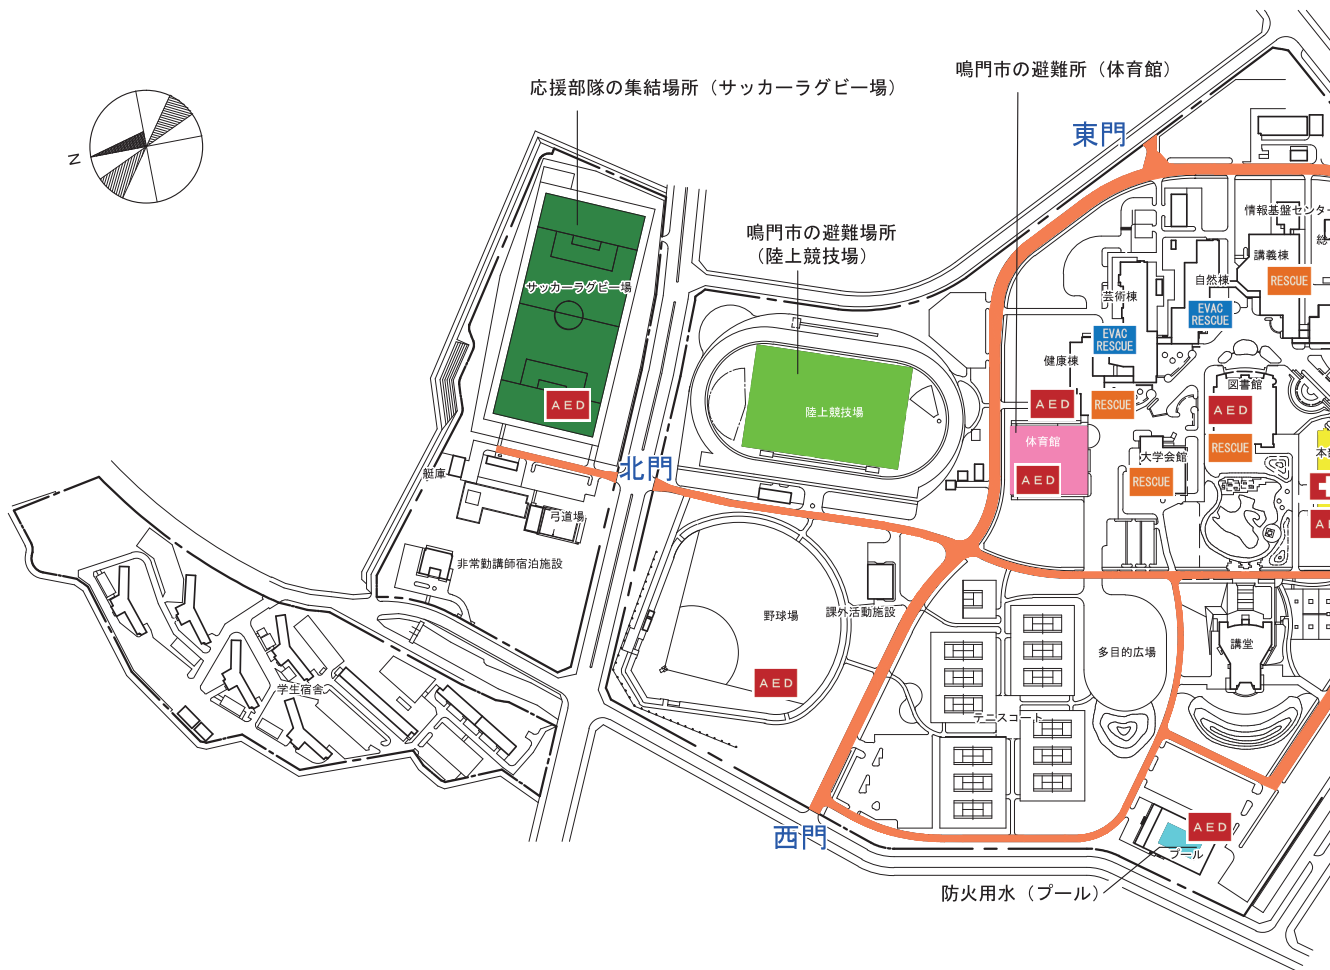 鳴門市の避難所（体育館）
応援部隊の集結場所（サッカーラグビー場）
東門
N
情報基盤センター
鳴門市の避難場所
（陸上競技場）
講義棟
自然棟
RESCUE
サッカーラグビー場
芸術棟
EVAC
RESCUE
EVAC
RESCUE
健康棟
図書館
AED
AED
RESCUE
AED
陸上競技場
体育館
RESCUE
大学会館
北門
艇庫
AED
RESCUE
弓道場
非常勤講師宿泊施設
野球場
課外活動施設
講堂
多目的広場
学生宿舎
AED
テニスコート
西門
AED
プール
防火用水（プール）